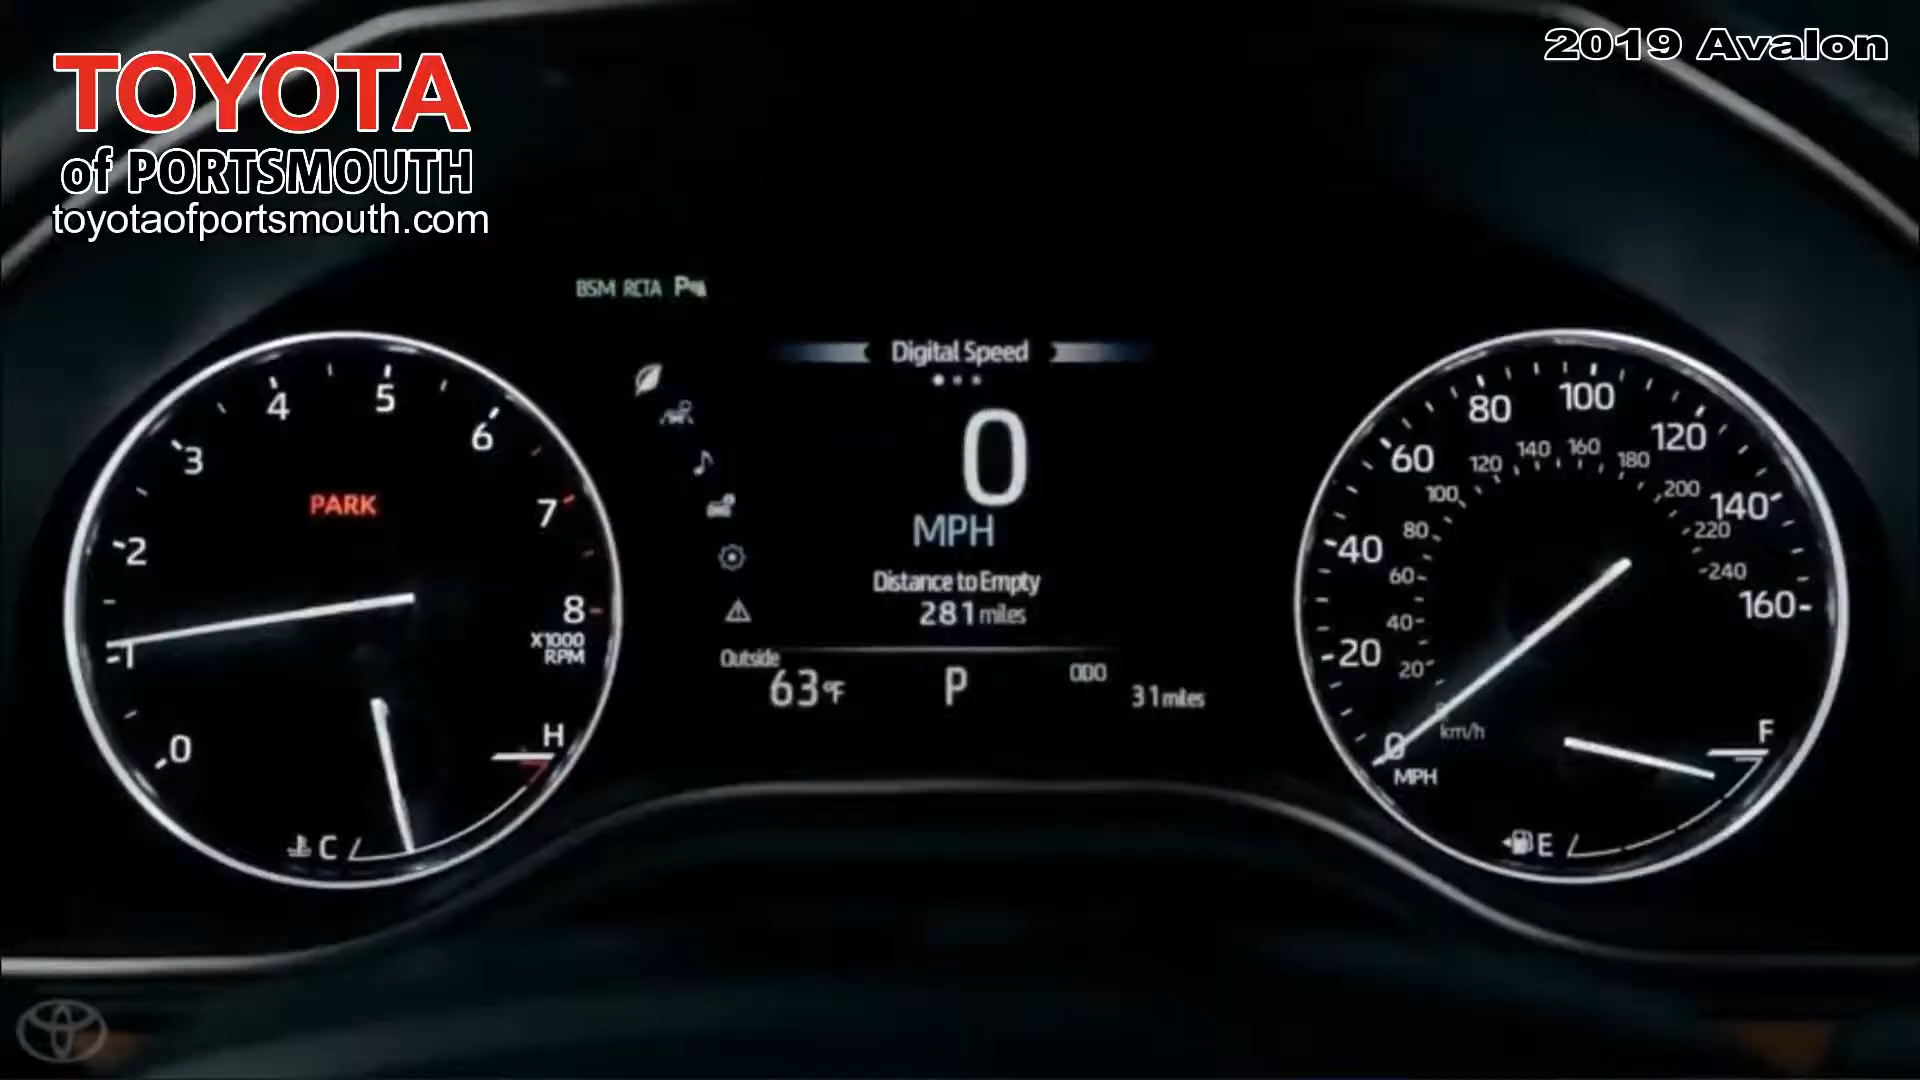 TOYOTA
of PORTSMOUTH
toyotaofportsmouth.com
2019 Avalon
BSM RCTA P
Digital Speed
0
MPH
Distance to Empty
281 miles
Outside
63°F
P
ODO
31 miles
PARK
0
1
2
3
4
5
6
7
8
X1000
RPM
H
C
0
20
40
60
80
100
120
140
160
MPH
km/h
20
40
60
80
100
120
140
160
180
200
220
240
F
E